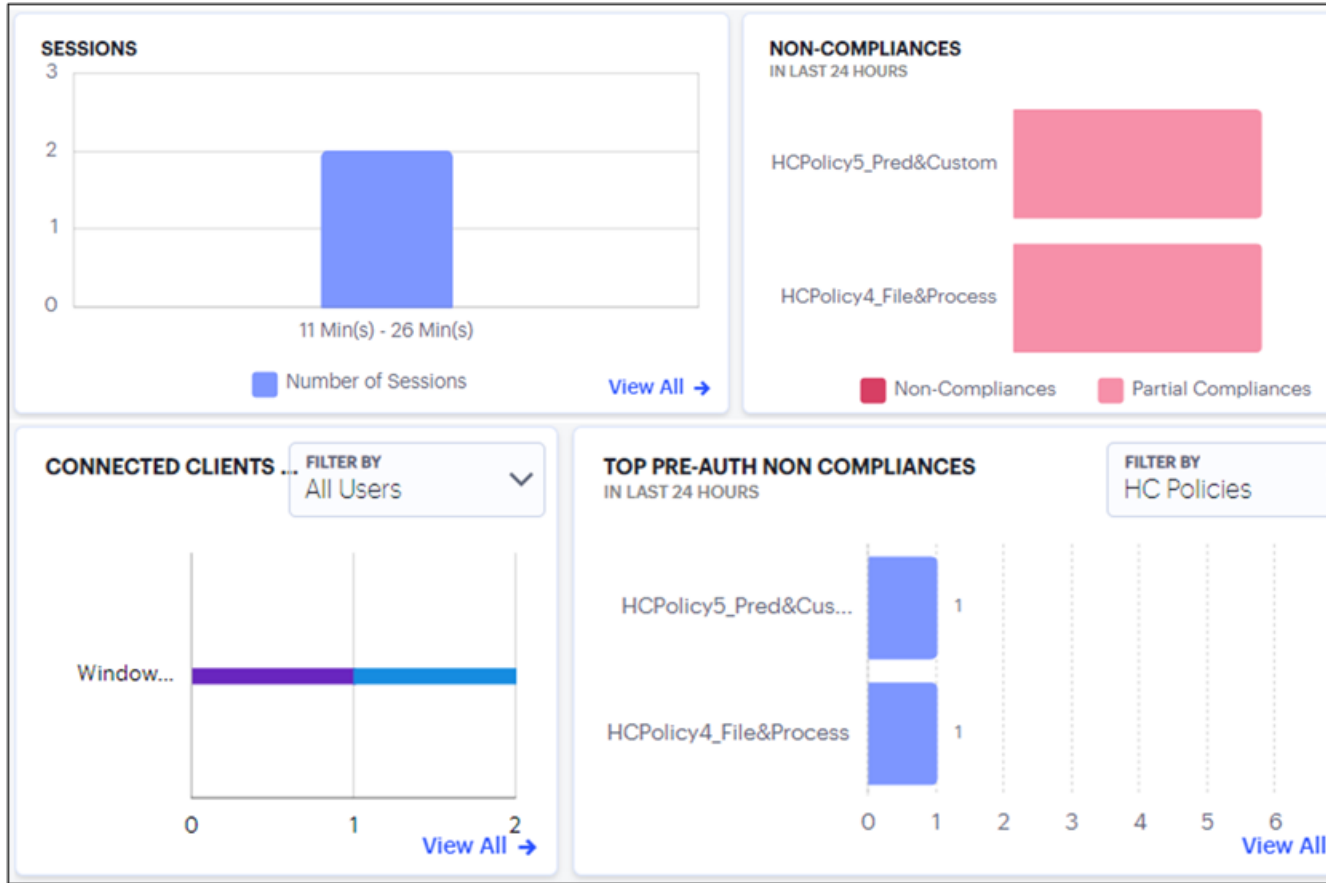 SESSIONS
3
2
1
0
11 Min(s) - 26 Min(s)
Number of Sessions
View All →
NON-COMPLIANCES
IN LAST 24 HOURS
HCPolicy5_Pred&Custom
HCPolicy4_File&Process
Non-Compliances
Partial Compliances
CONNECTED CLIENTS ...
FILTER BY
All Users
Window...
0 1 2
View All →
TOP PRE-AUTH NON COMPLIANCES
IN LAST 24 HOURS
FILTER BY
HC Policies
HCPolicy5_Pred&Cus...
1
HCPolicy4_File&Process
1
0 1 2 3 4 5 6
View All